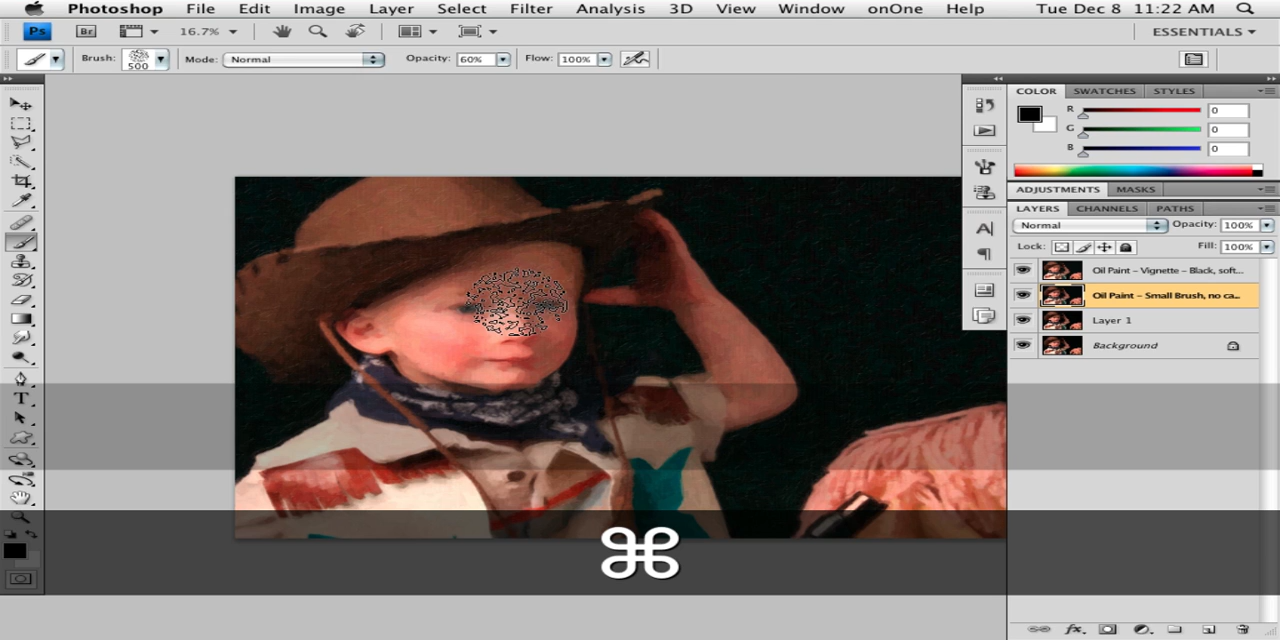 Photoshop File Edit Image Layer Select Filter Analysis 3D View Window onOne Help Tue Dec 8 11:22 AM
Ps Br 16.7% ESSENTIALS
Brush: 500 Mode: Normal Opacity: 60% Flow: 100%
COLOR SWATCHES STYLES
R 0
G 0
B 0
ADJUSTMENTS MASKS
LAYERS CHANNELS PATHS
Normal Opacity: 100%
Lock: Fill: 100%
Oil Paint - Vignette - Black, soft...
Oil Paint - Small Brush, no ca...
Layer 1
Background
T
A
¶
fx
⌘